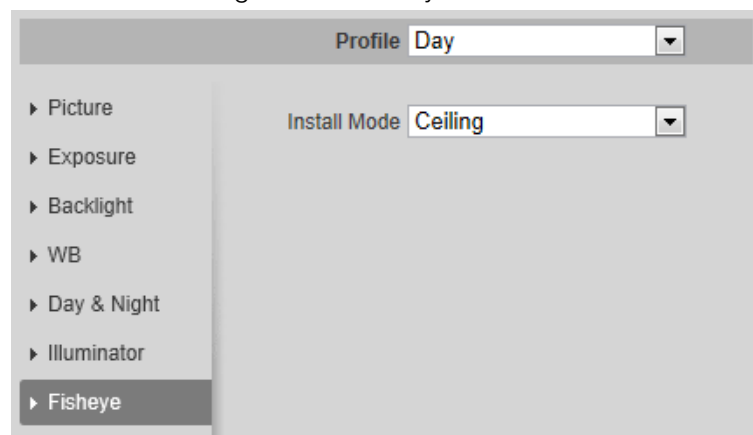 Profile Day
Install Mode Ceiling
Picture
Exposure
Backlight
WB
Day & Night
Illuminator
Fisheye